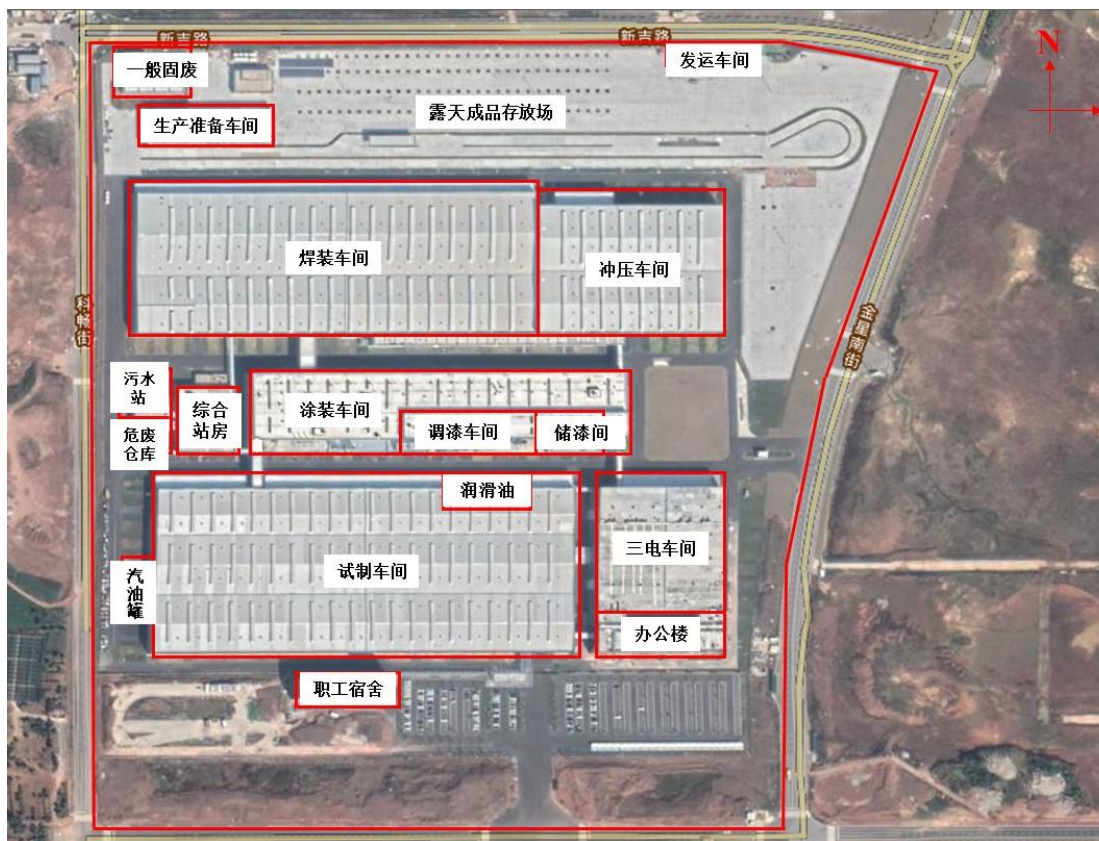 新吉路
新吉路
发运车间
N
一般固废
生产准备车间
露天成品存放场
焊装车间
冲压车间
科畅街
金星南街
污水
站
综合
站房
涂装车间
调漆车间
储漆间
危废
仓库
润滑油
三电车间
试制车间
汽油罐
办公楼
职工宿舍